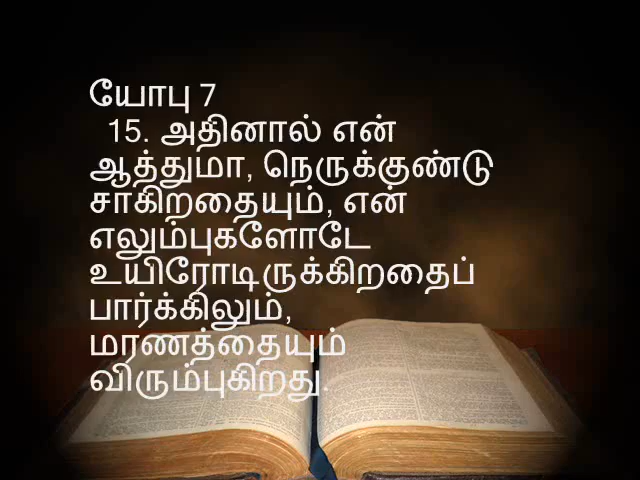 யோபு 7
15. அதினால் என்
ஆத்துமா, நெருக்குண்டு
சாகிறதையும், என்
எலும்புகளோடே
உயிரோடிருக்கிறதைப்
பார்க்கிலும்,
மரணத்தையும்
விரும்புகிறது.